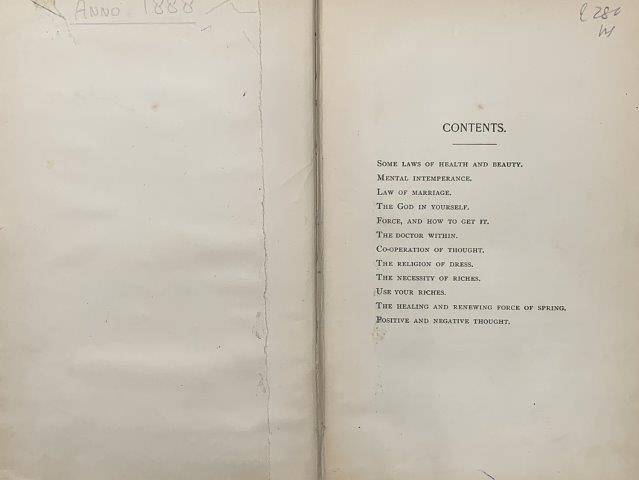 ANNO 1888
CONTENTS.
SOME LAWS OF HEALTH AND BEAUTY.
MENTAL INTEMPERANCE.
LAW OF MARRIAGE.
THE GOD IN YOURSELF.
FORCE, AND HOW TO GET IT.
THE DOCTOR WITHIN.
CO-OPERATION OF THOUGHT.
THE RELIGION OF DRESS.
THE NECESSITY OF RICHES.
USE YOUR RICHES.
THE HEALING AND RENEWING FORCE OF SPRING.
POSITIVE AND NEGATIVE THOUGHT.